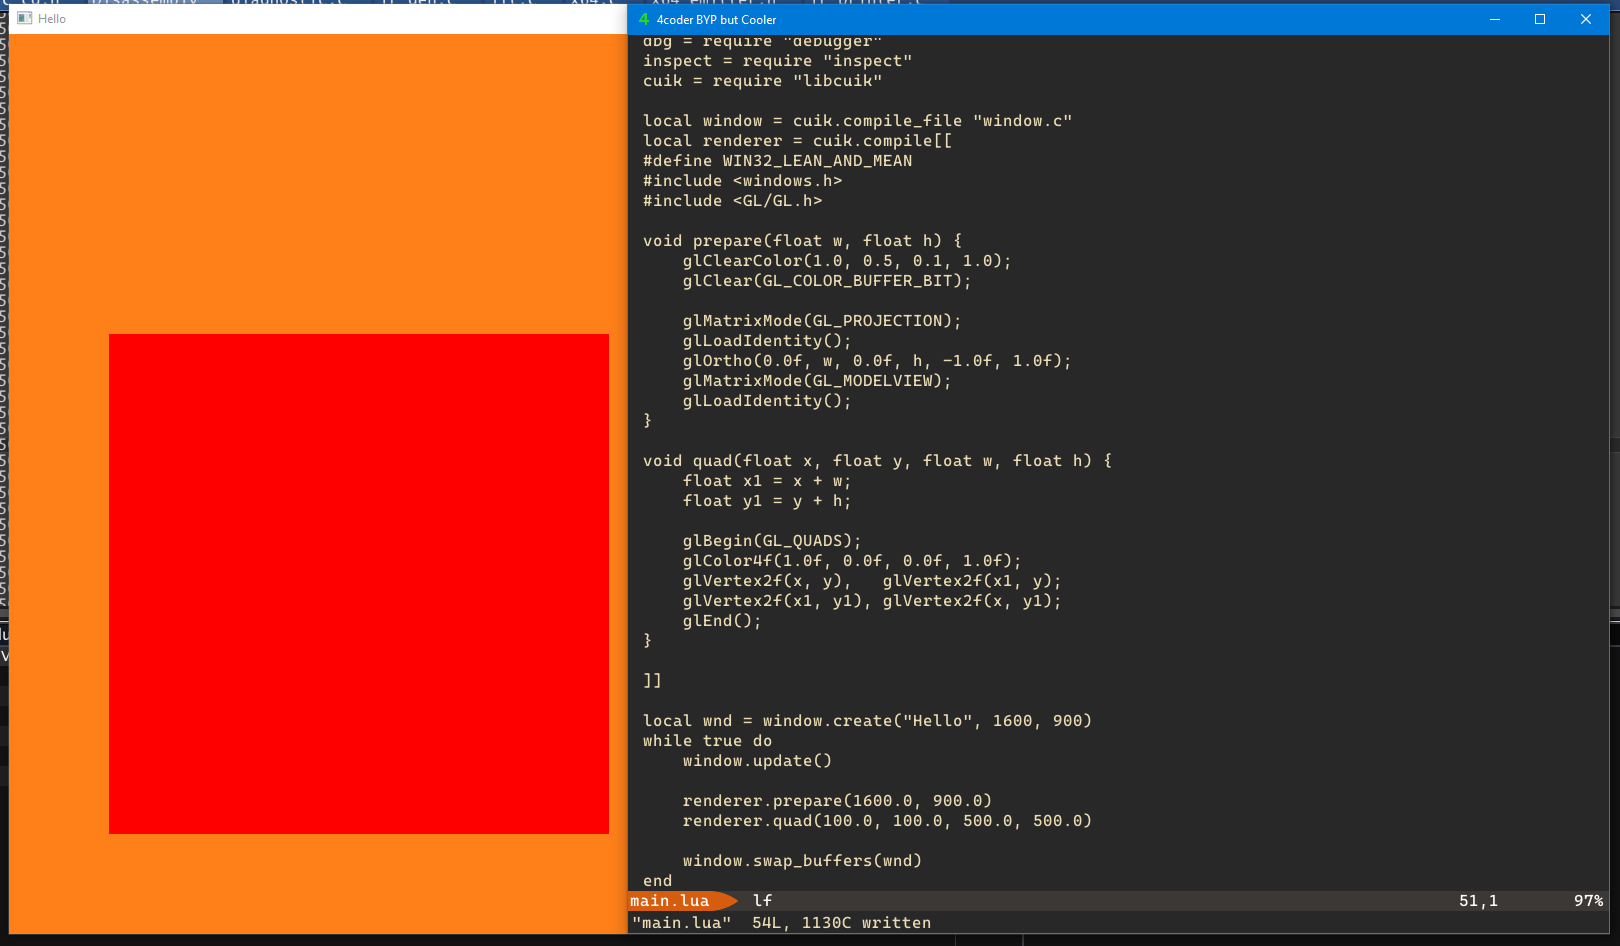 Hello
4coder BYP but Cooler
dbg = require "debugger"
inspect = require "inspect"
cuik = require "libcuik"

local window = cuik.compile_file "window.c"
local renderer = cuik.compile[[
#define WIN32_LEAN_AND_MEAN
#include <windows.h>
#include <GL/GL.h>

void prepare(float w, float h) {
    glClearColor(1.0, 0.5, 0.1, 1.0);
    glClear(GL_COLOR_BUFFER_BIT);

    glMatrixMode(GL_PROJECTION);
    glLoadIdentity();
    glOrtho(0.0f, w, 0.0f, h, -1.0f, 1.0f);
    glMatrixMode(GL_MODELVIEW);
    glLoadIdentity();
}

void quad(float x, float y, float w, float h) {
    float x1 = x + w;
    float y1 = y + h;

    glBegin(GL_QUADS);
    glColor4f(1.0f, 0.0f, 0.0f, 1.0f);
    glVertex2f(x, y),   glVertex2f(x1, y);
    glVertex2f(x1, y1), glVertex2f(x, y1);
    glEnd();
}

]]

local wnd = window.create("Hello", 1600, 900)
while true do
    window.update()

    renderer.prepare(1600.0, 900.0)
    renderer.quad(100.0, 100.0, 500.0, 500.0)

    window.swap_buffers(wnd)
end
main.lua lf 51,1 97%
"main.lua" 54L, 1130C written